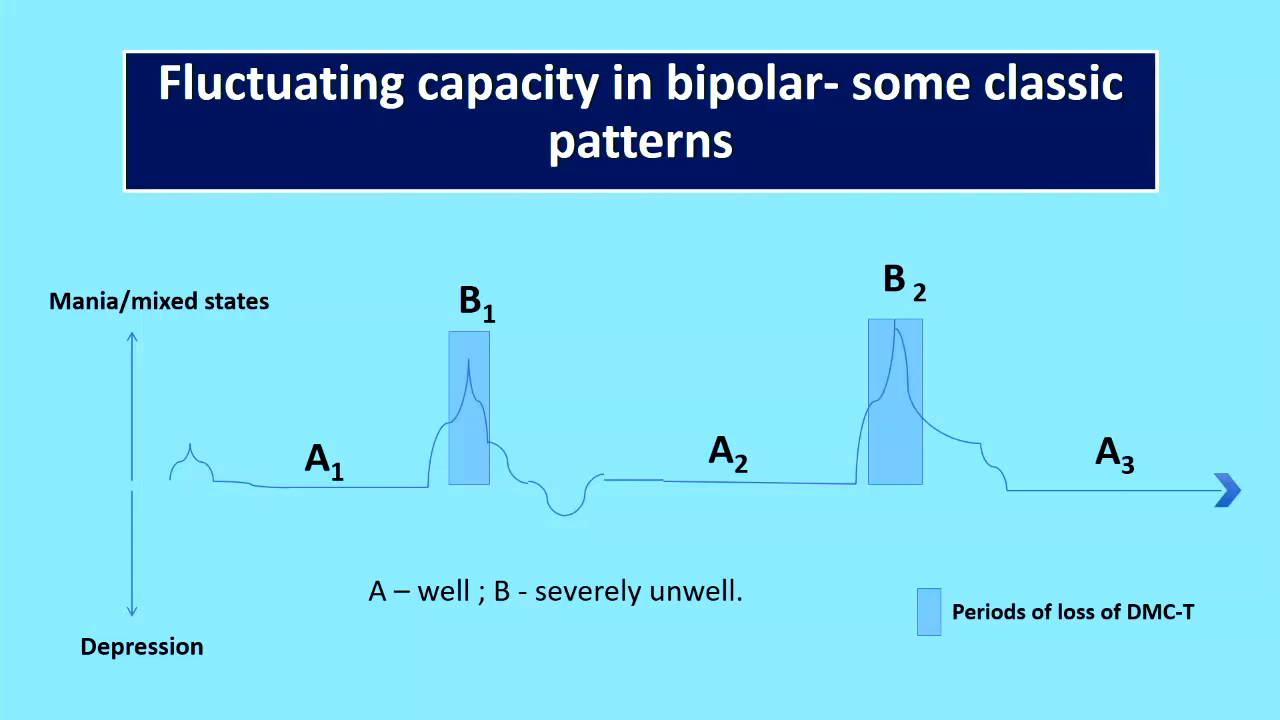 Fluctuating capacity in bipolar- some classic
patterns
Mania/mixed states
B₁
B ₂
A₁
A₂
A₃
A – well ; B - severely unwell.
Periods of loss of DMC-T
Depression